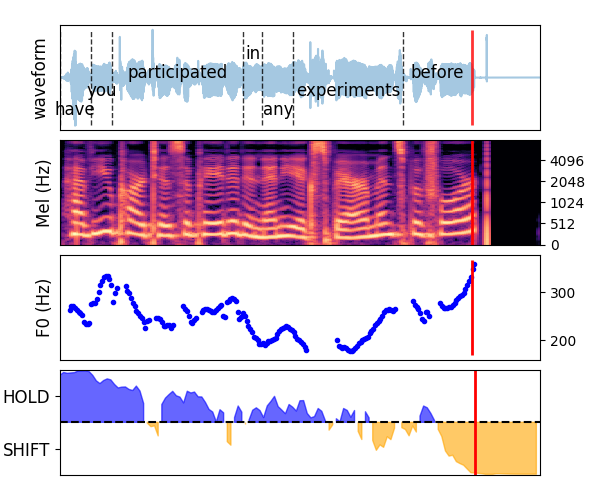 waveform
have
you
participated
in
any
experiments
before
Mel (Hz)
4096
2048
1024
512
0
F0 (Hz)
300
200
HOLD
SHIFT